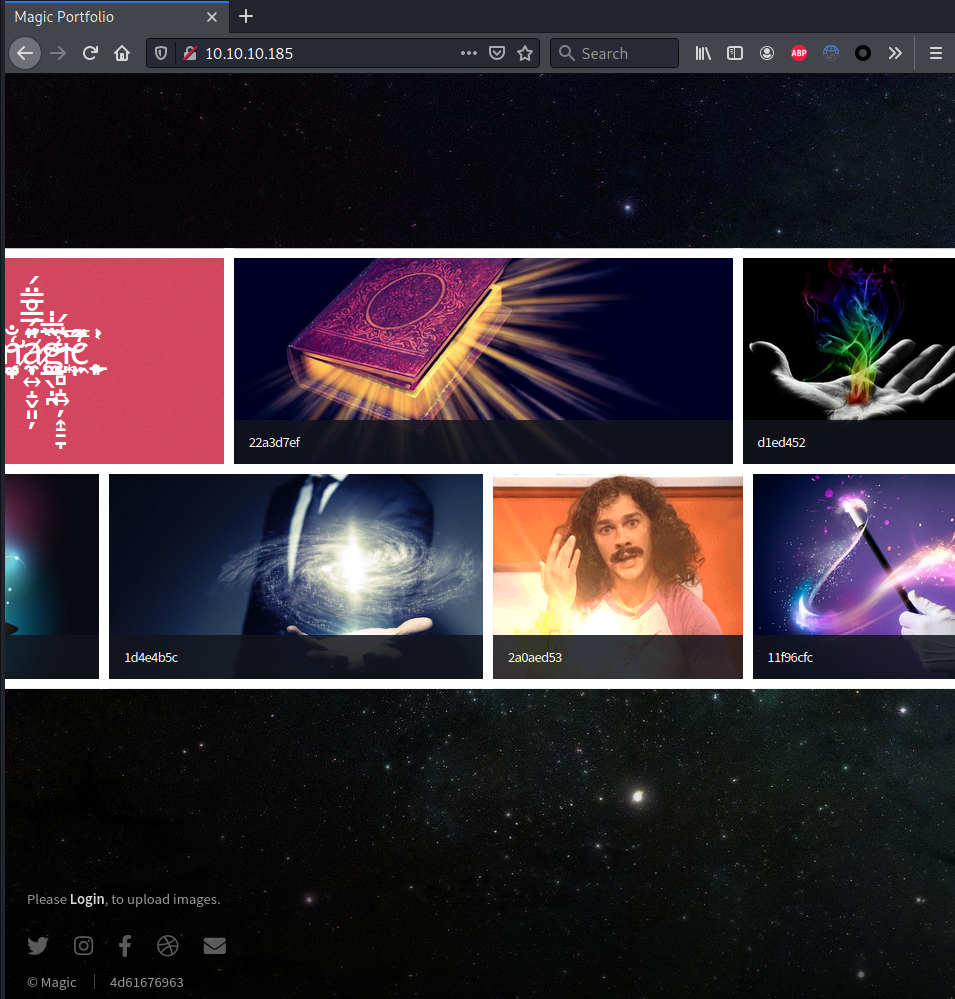 Magic Portfolio
10.10.10.185
Search
ABP
magic
22a3d7ef
d1ed452
1d4e4b5c
2a0aed53
11f96cfc
Please Login, to upload images.
© Magic
4d61676963